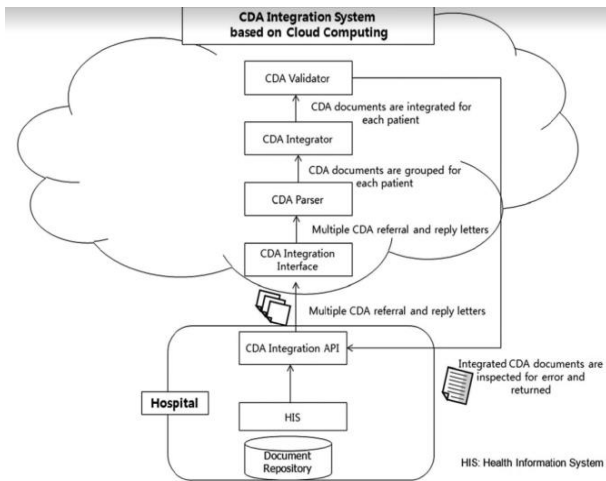 CDA Integration System
based on Cloud Computing
CDA Validator
CDA documents are integrated for
each patient
CDA Integrator
CDA documents are grouped for
each patient
CDA Parser
Multiple CDA referral and reply letters
CDA Integration
Interface
Multiple CDA referral and reply letters
CDA Integration API
Integrated CDA documents are
inspected for error and
returned
Hospital
HIS
Document
Repository
HIS: Health Information System